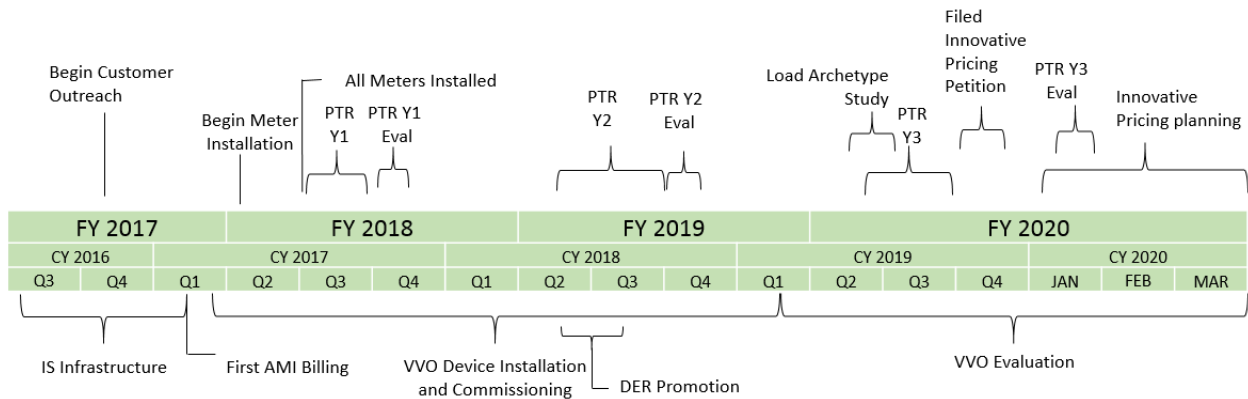 Begin Customer
Outreach
Begin Meter
Installation
All Meters Installed
PTR
Y1
PTR Y1
Eval
PTR
Y2
PTR Y2
Eval
Load Archetype
Study
PTR
Y3
Filed
Innovative
Pricing
Petition
PTR Y3
Eval
Innovative
Pricing planning
FY 2017 FY 2018 FY 2019 FY 2020
CY 2016 CY 2017 CY 2018 CY 2019 CY 2020
Q3 Q4 Q1 Q2 Q3 Q4 Q1 Q2 Q3 Q4 Q1 Q2 Q3 Q4 JAN FEB MAR
IS Infrastructure
First AMI Billing
VVO Device Installation
and Commissioning
DER Promotion
VVO Evaluation